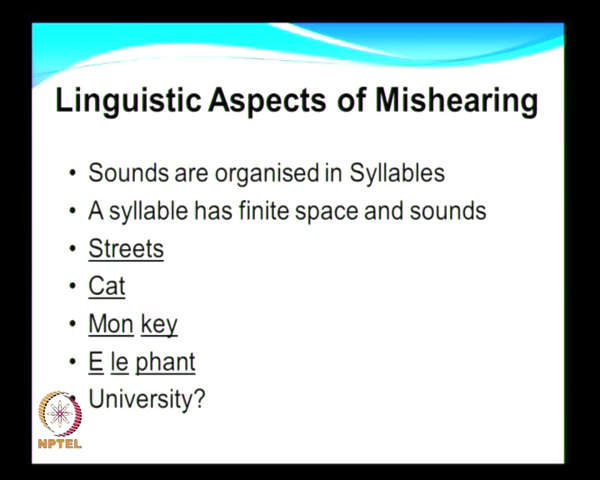 Linguistic Aspects of Mishearing
• Sounds are organised in Syllables
• A syllable has finite space and sounds
• Streets
• Cat
• Mon key
• E le phant
• University?
NPTEL